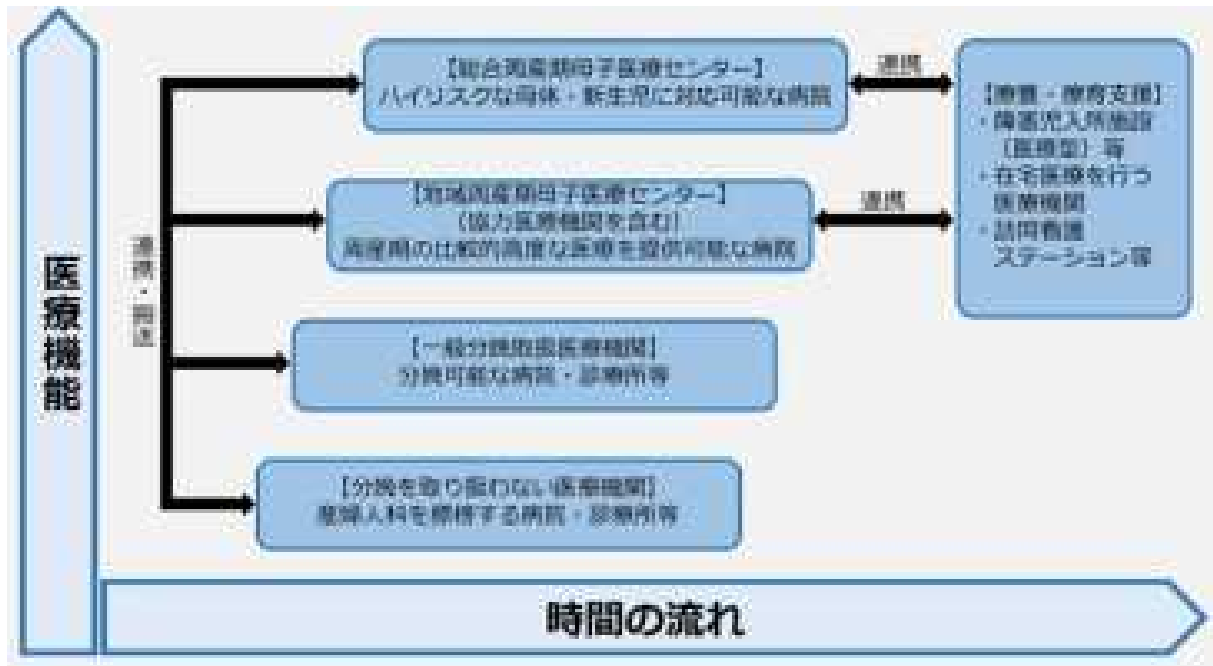 【総合周産期母子医療センター】
ハイリスクな母体・新生児に対応可能な病院
連携
【療養・療育支援】
・障害児入所施設
（医療型）等
・在宅医療を行う
医療機関
・訪問看護
ステーション等
【地域周産期母子医療センター】
（協力医療機関を含む）
周産期の比較的高度な医療を提供可能な病院
連携
連携・搬送
医療機能
【一般分娩取扱医療機関】
分娩可能な病院・診療所等
【分娩を取り扱わない医療機関】
産婦人科を標榜する病院・診療所等
時間の流れ